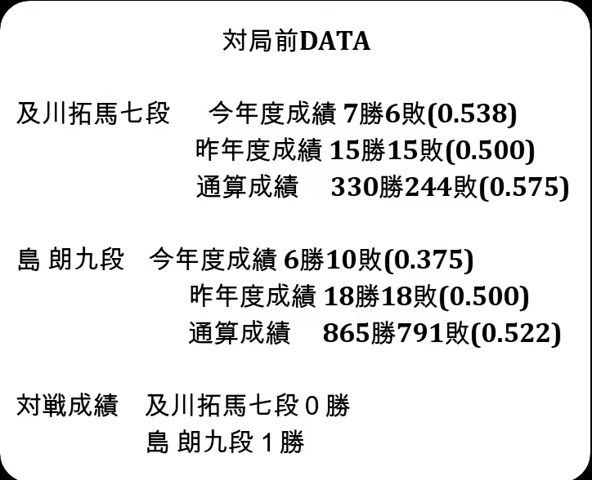 対局前DATA
及川拓馬七段 今年度成績 7勝6敗(0.538)
昨年度成績 15勝15敗(0.500)
通算成績 330勝244敗(0.575)
島 朗九段 今年度成績 6勝10敗(0.375)
昨年度成績 18勝18敗(0.500)
通算成績 865勝791敗(0.522)
対戦成績 及川拓馬七段０勝
島 朗九段１勝